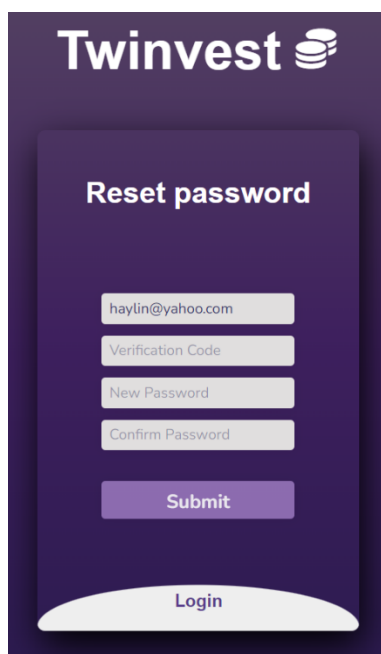 Twinvest
Reset password
haylin@yahoo.com
Verification Code
New Password
Confirm Password
Submit
Login